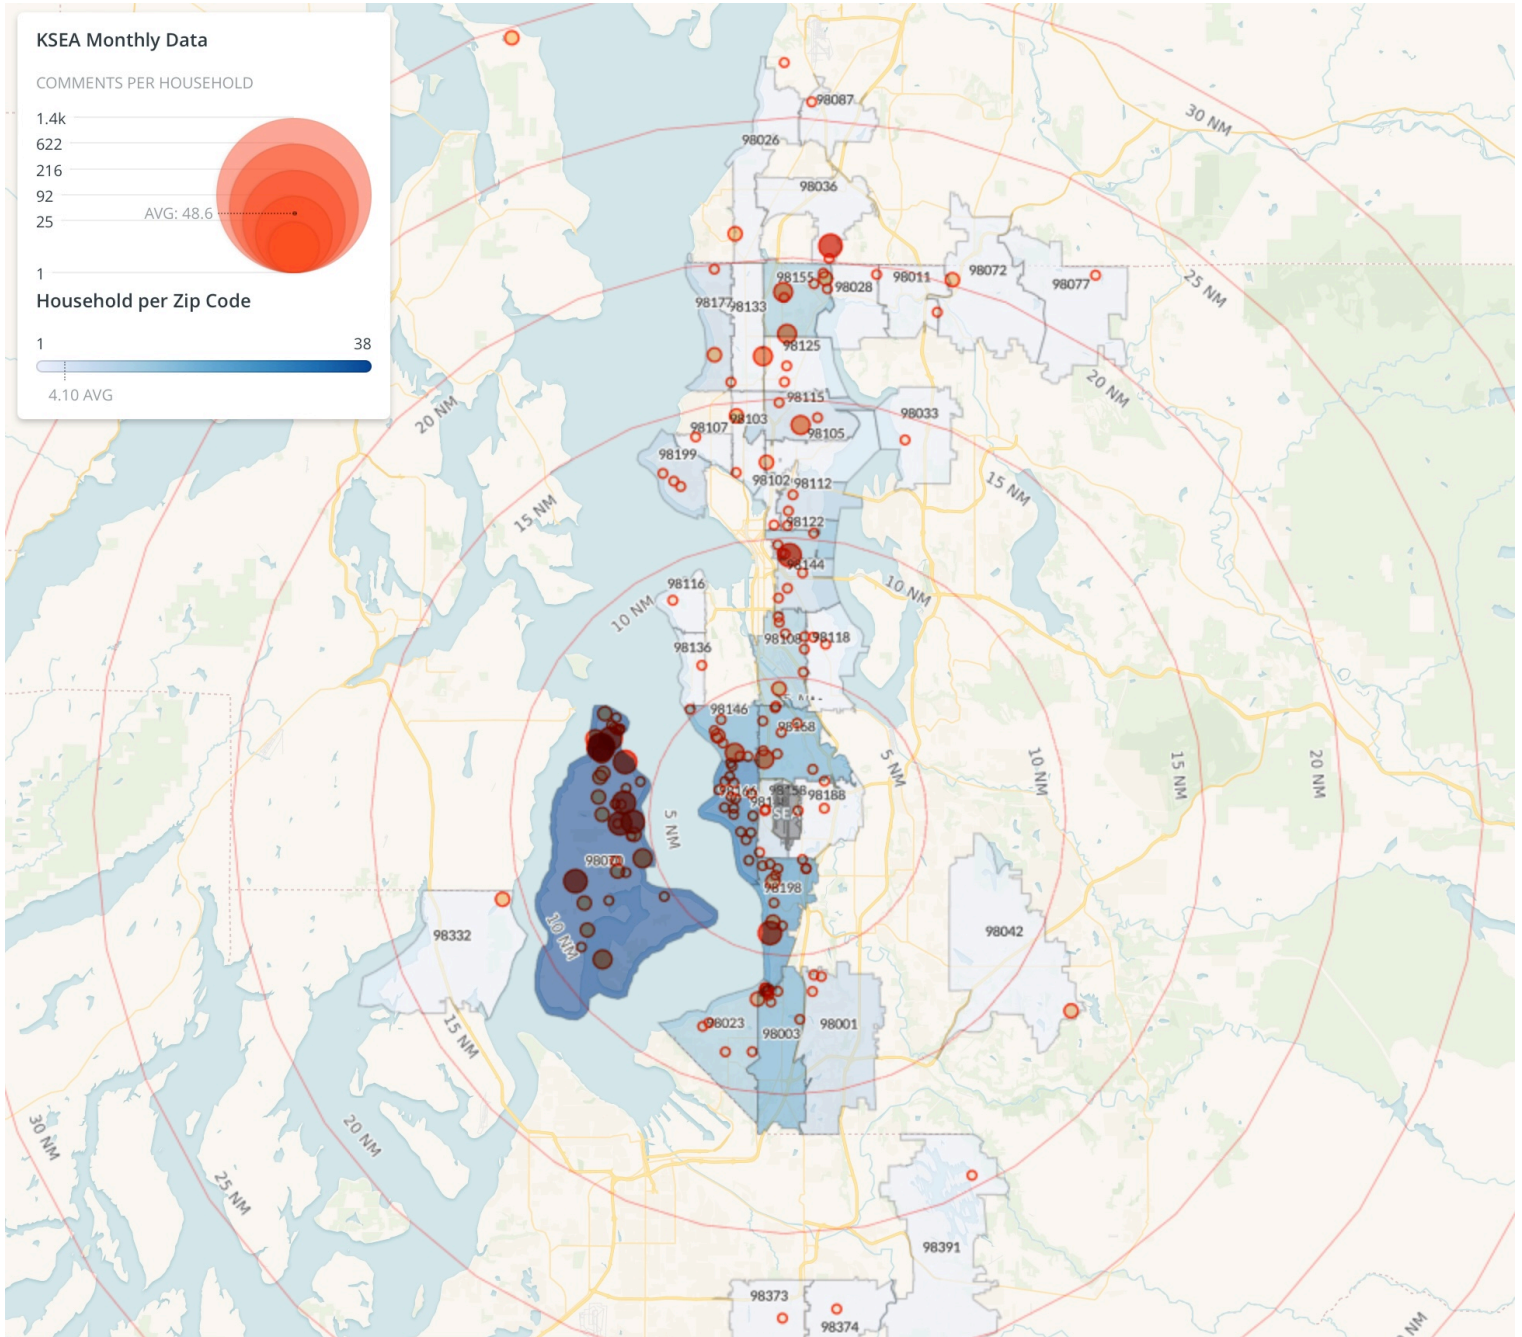 KSEA Monthly Data
COMMENTS PER HOUSEHOLD
1.4k
622
216
92
AVG: 48.6
25
1
Household per Zip Code
1 38
4.10 AVG
98087
30 NM
98026
98036
98155
98011
98072
98077
98028
25 NM
98177
98133
98125
20 NM
20 NM
98115
98103
98033
98107
98105
98199
98102
98112
15 NM
15 NM
98122
98144
98116
10 NM
10 NM
98108
98118
98136
98146
98168
5 NM
10 NM
15 NM
20 NM
98158
98188
SEA
5 NM
98070
98198
98332
10 NM
98042
98023
98003
98001
15 NM
30 NM
20 NM
25 NM
98391
98373
98374
NM